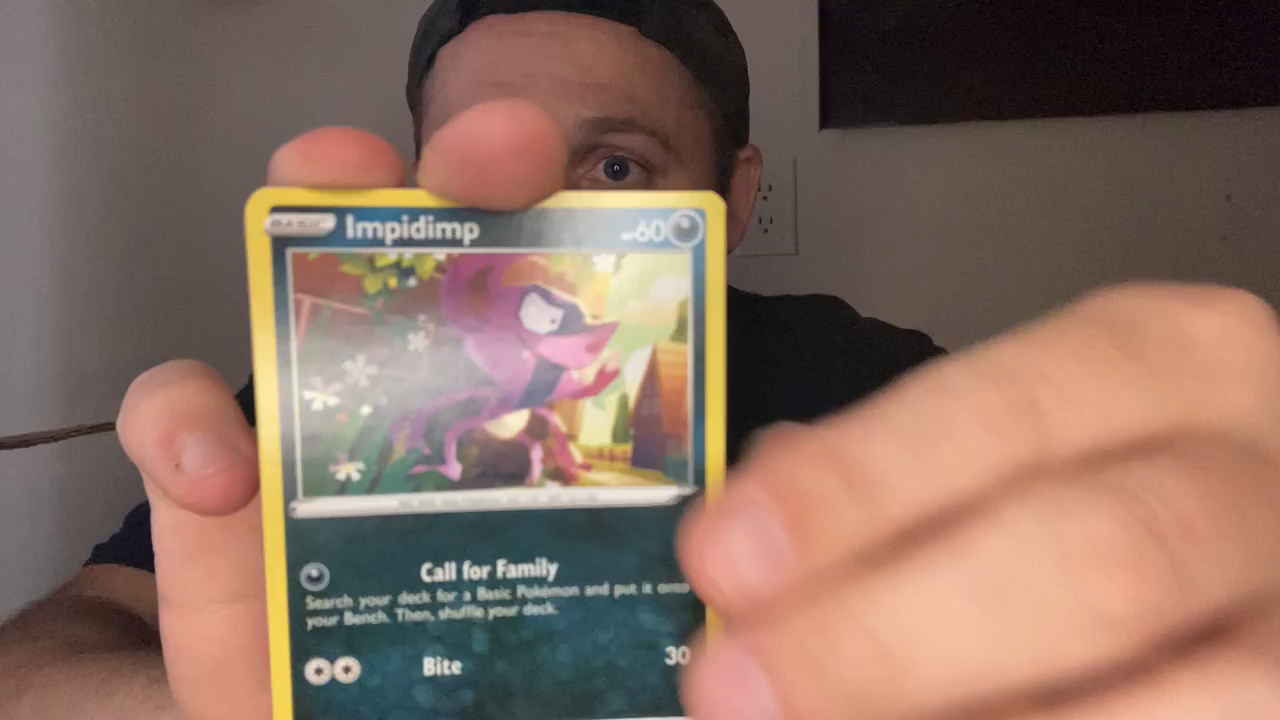 BASIC Impidimp HP 60
Call for Family
Search your deck for a Basic Pokémon and put it onto
your Bench. Then, shuffle your deck.
Bite 30